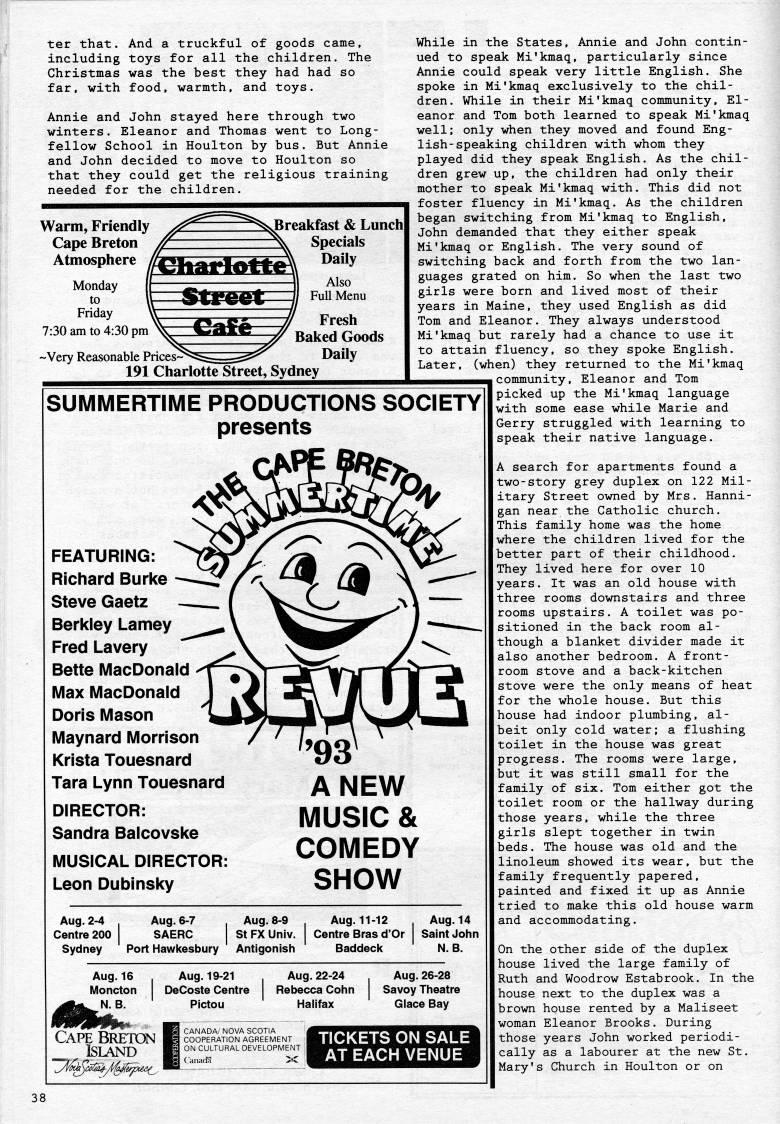 ter that. And a truckful of goods came,
including toys for all the children. The
Christmas was the best they had had so
far, with food, warmth, and toys.
Annie and John stayed here through two
winters. Eleanor and Thomas went to Long-
fellow School in Houlton by bus. But Annie
and John decided to move to Houlton so
that they could get the religious training
needed for the children.
Warm, Friendly
Cape Breton
Atmosphere
Monday
to
Friday
7:30 am to 4:30 pm
~Very Reasonable Prices~
Charlotte
Street
Café
Breakfast & Lunch
Specials
Daily
Also
Full Menu
Fresh
Baked Goods
Daily
191 Charlotte Street, Sydney
SUMMERTIME PRODUCTIONS SOCIETY
presents
THE CAPE BRETON
SUMMERTIME
REVUE
'93
A NEW
MUSIC &
COMEDY
SHOW
FEATURING:
Richard Burke
Steve Gaetz
Berkley Lamey
Fred Lavery
Bette MacDonald
Max MacDonald
Doris Mason
Maynard Morrison
Krista Touesnard
Tara Lynn Touesnard
DIRECTOR:
Sandra Balcovske
MUSICAL DIRECTOR:
Leon Dubinsky
Aug. 2-4
Centre 200
Sydney
Aug. 6-7
SAERC
Port Hawkesbury
Aug. 8-9
St FX Univ.
Antigonish
Aug. 11-12
Centre Bras d'Or
Baddeck
Aug. 14
Saint John
N. B.
Aug. 16
Moncton
N. B.
Aug. 19-21
DeCoste Centre
Pictou
Aug. 22-24
Rebecca Cohn
Halifax
Aug. 26-28
Savoy Theatre
Glace Bay
CAPE BRETON
ISLAND
Nova Scotia's Masterpiece
COOPERATION
CANADA/ NOVA SCOTIA
COOPERATION AGREEMENT
ON CULTURAL DEVELOPMENT
Canada
TICKETS ON SALE
AT EACH VENUE
While in the States, Annie and John contin-
ued to speak Mi'kmaq, particularly since
Annie could speak very little English. She
spoke in Mi'kmaq exclusively to the chil-
dren. While in their Mi'kmaq community, El-
eanor and Tom both learned to speak Mi'kmaq
well; only when they moved and found Eng-
lish-speaking children with whom they
played did they speak English. As the chil-
dren grew up, the children had only their
mother to speak Mi'kmaq with. This did not
foster fluency in Mi'kmaq. As the children
began switching from Mi'kmaq to English,
John demanded that they either speak
Mi'kmaq or English. The very sound of
switching back and forth from the two lan-
guages grated on him. So when the last two
girls were born and lived most of their
years in Maine, they used English as did
Tom and Eleanor. They always understood
Mi'kmaq but rarely had a chance to use it
to attain fluency, so they spoke English.
Later, (when) they returned to the Mi'kmaq
community, Eleanor and Tom
picked up the Mi'kmaq language
with some ease while Marie and
Gerry struggled with learning to
speak their native language.
A search for apartments found a
two-story grey duplex on 122 Mil-
itary Street owned by Mrs. Hanni-
gan near the Catholic church.
This family home was the home
where the children lived for the
better part of their childhood.
They lived here for over 10
years. It was an old house with
three rooms downstairs and three
rooms upstairs. A toilet was po-
sitioned in the back room al-
though a blanket divider made it
also another bedroom. A front-
room stove and a back-kitchen
stove were the only means of heat
for the whole house. But this
house had indoor plumbing, al-
beit only cold water; a flushing
toilet in the house was great
progress. The rooms were large,
but it was still small for the
family of six. Tom either got the
toilet room or the hallway during
those years, while the three
girls slept together in twin
beds. The house was old and the
linoleum showed its wear, but the
family frequently papered,
painted and fixed it up as Annie
tried to make this old house warm
and accommodating.
On the other side of the duplex
house lived the large family of
Ruth and Woodrow Estabrook. In the
house next to the duplex was a
brown house rented by a Maliseet
woman Eleanor Brooks. During
those years John worked periodi-
cally as a labourer at the new St.
Mary's Church in Houlton or on
38